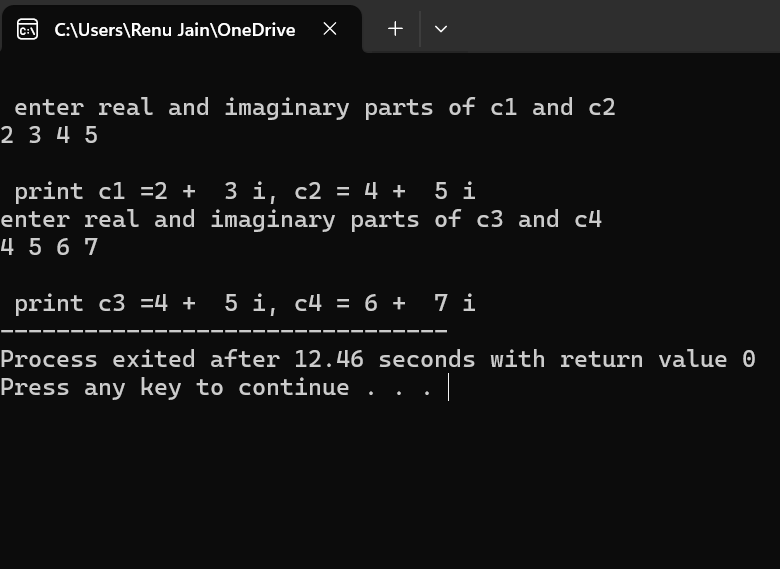 C:\Users\Renu Jain\OneDrive
enter real and imaginary parts of c1 and c2
2 3 4 5
print c1 =2 +  3 i, c2 = 4 +  5 i
enter real and imaginary parts of c3 and c4
4 5 6 7
print c3 =4 +  5 i, c4 = 6 +  7 i
--------------------------------
Process exited after 12.46 seconds with return value 0
Press any key to continue . . .